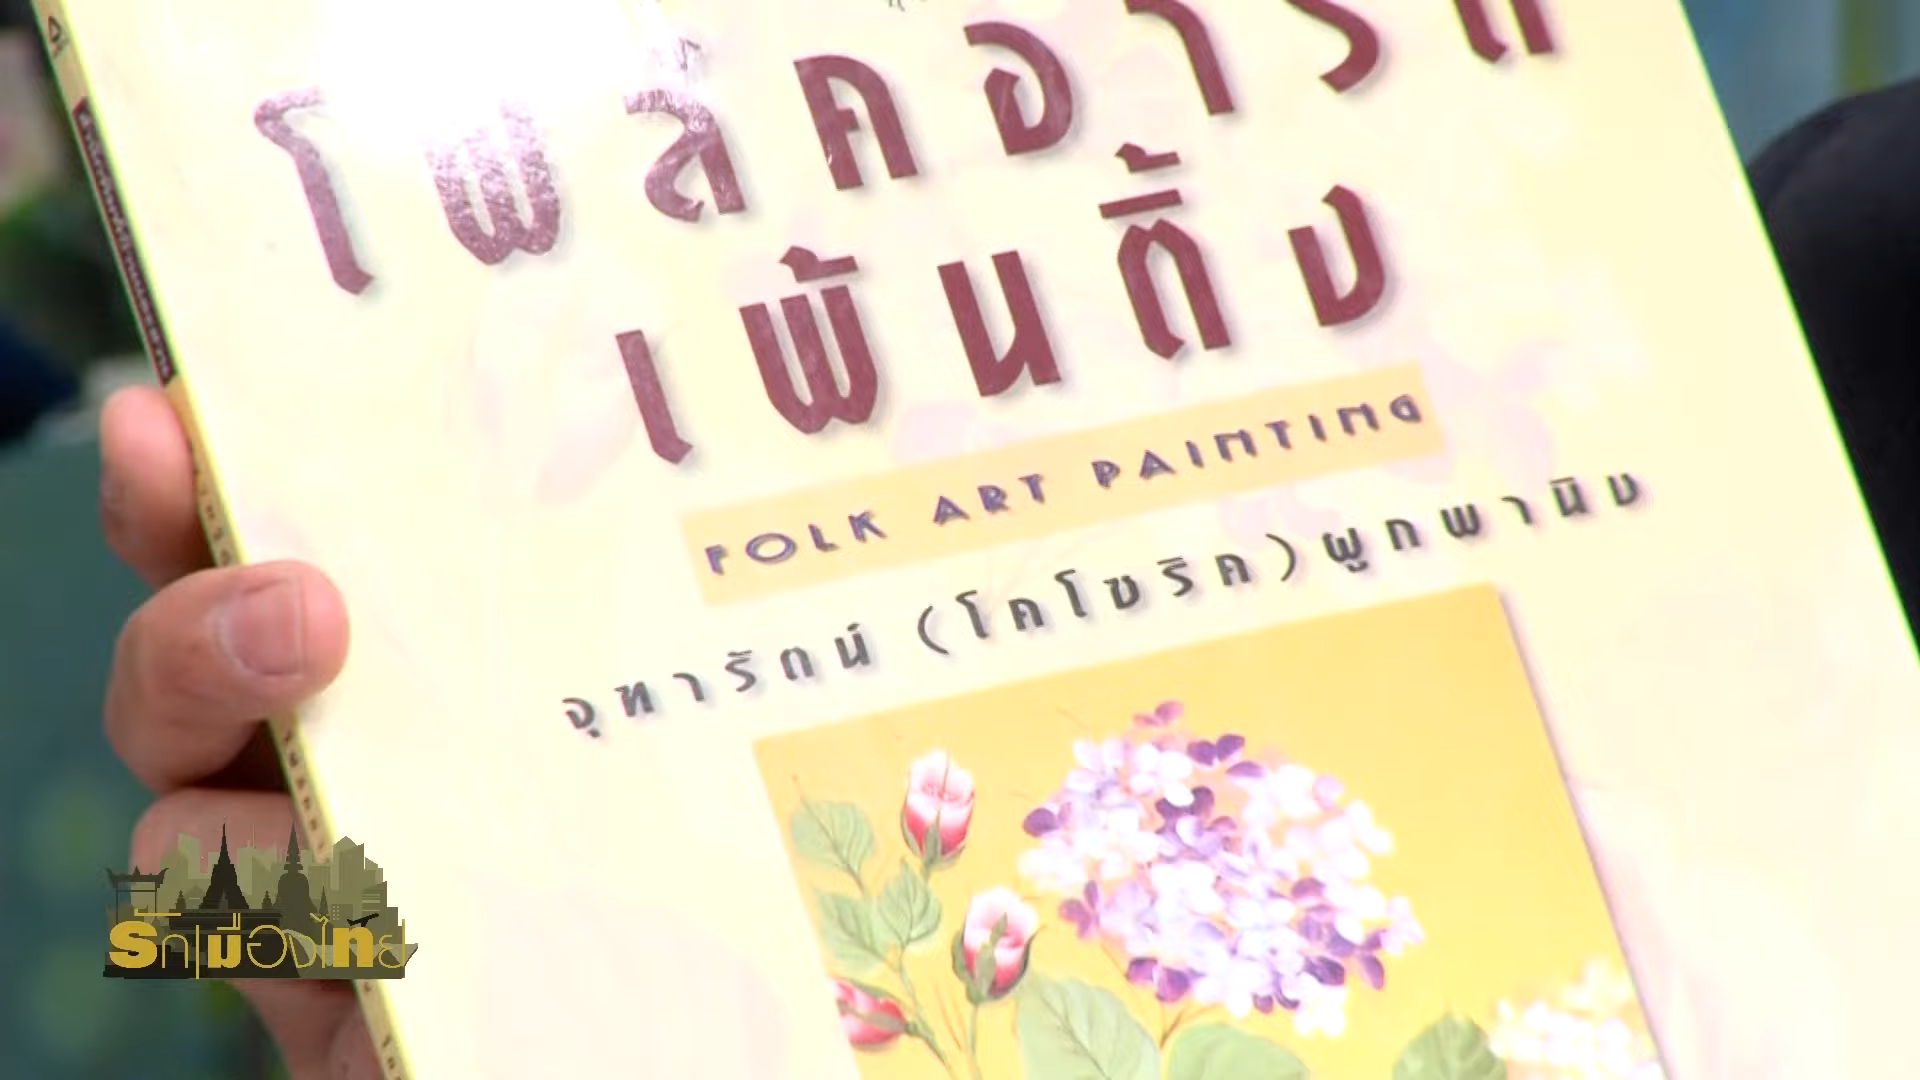 โฟล์คอาร์ต
เพ้นติ้ง
FOLK ART PAINTING
จุฑารัตน์ (โคโซริค) ผูกพานิช
รักเมืองไทย